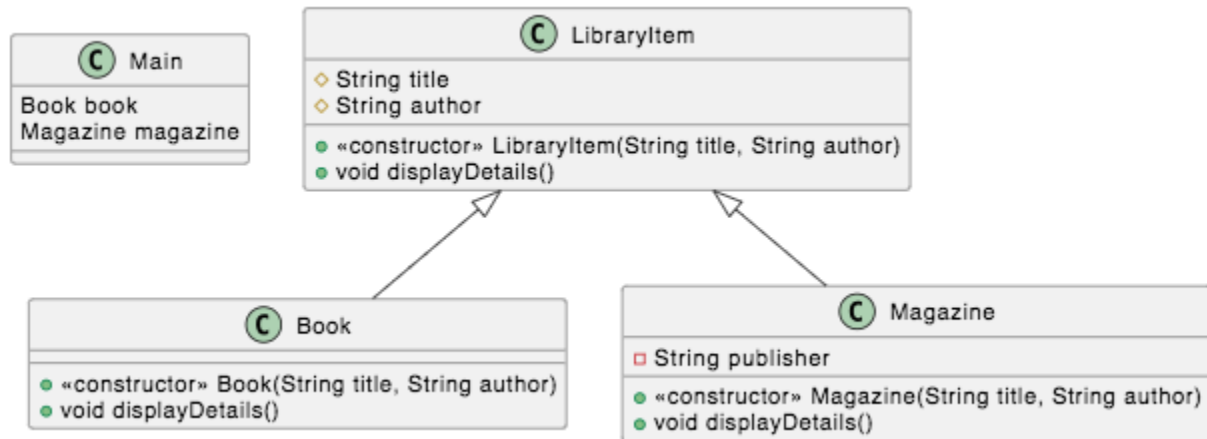 C Main
Book book
Magazine magazine
C LibraryItem
String title
String author
«constructor» LibraryItem(String title, String author)
void displayDetails()
C Book
«constructor» Book(String title, String author)
void displayDetails()
C Magazine
String publisher
«constructor» Magazine(String title, String author)
void displayDetails()